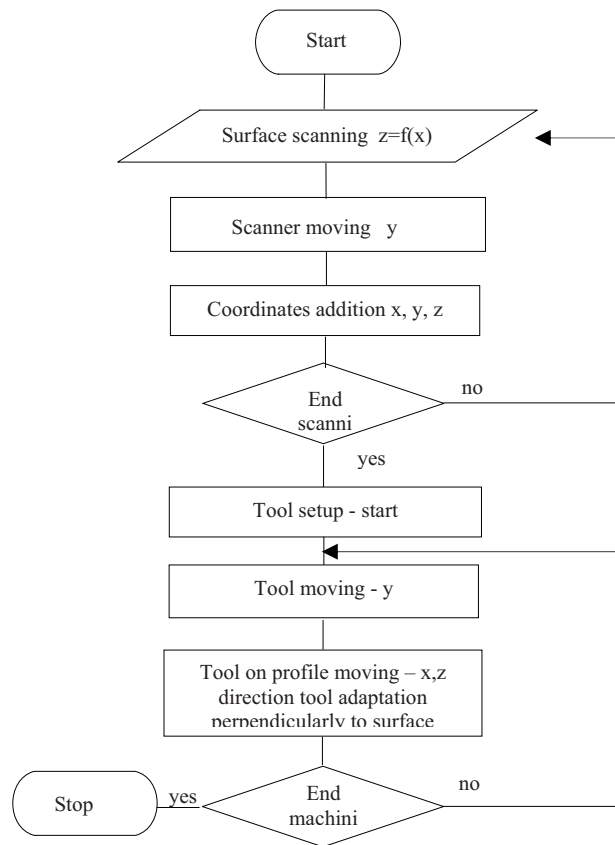 Start
Surface scanning z=f(x)
Scanner moving y
Coordinates addition x, y, z
End
scanni
no
yes
Tool setup - start
Tool moving - y
Tool on profile moving – x,z
direction tool adaptation
perpendicularly to surface
End
machini
no
yes
Stop